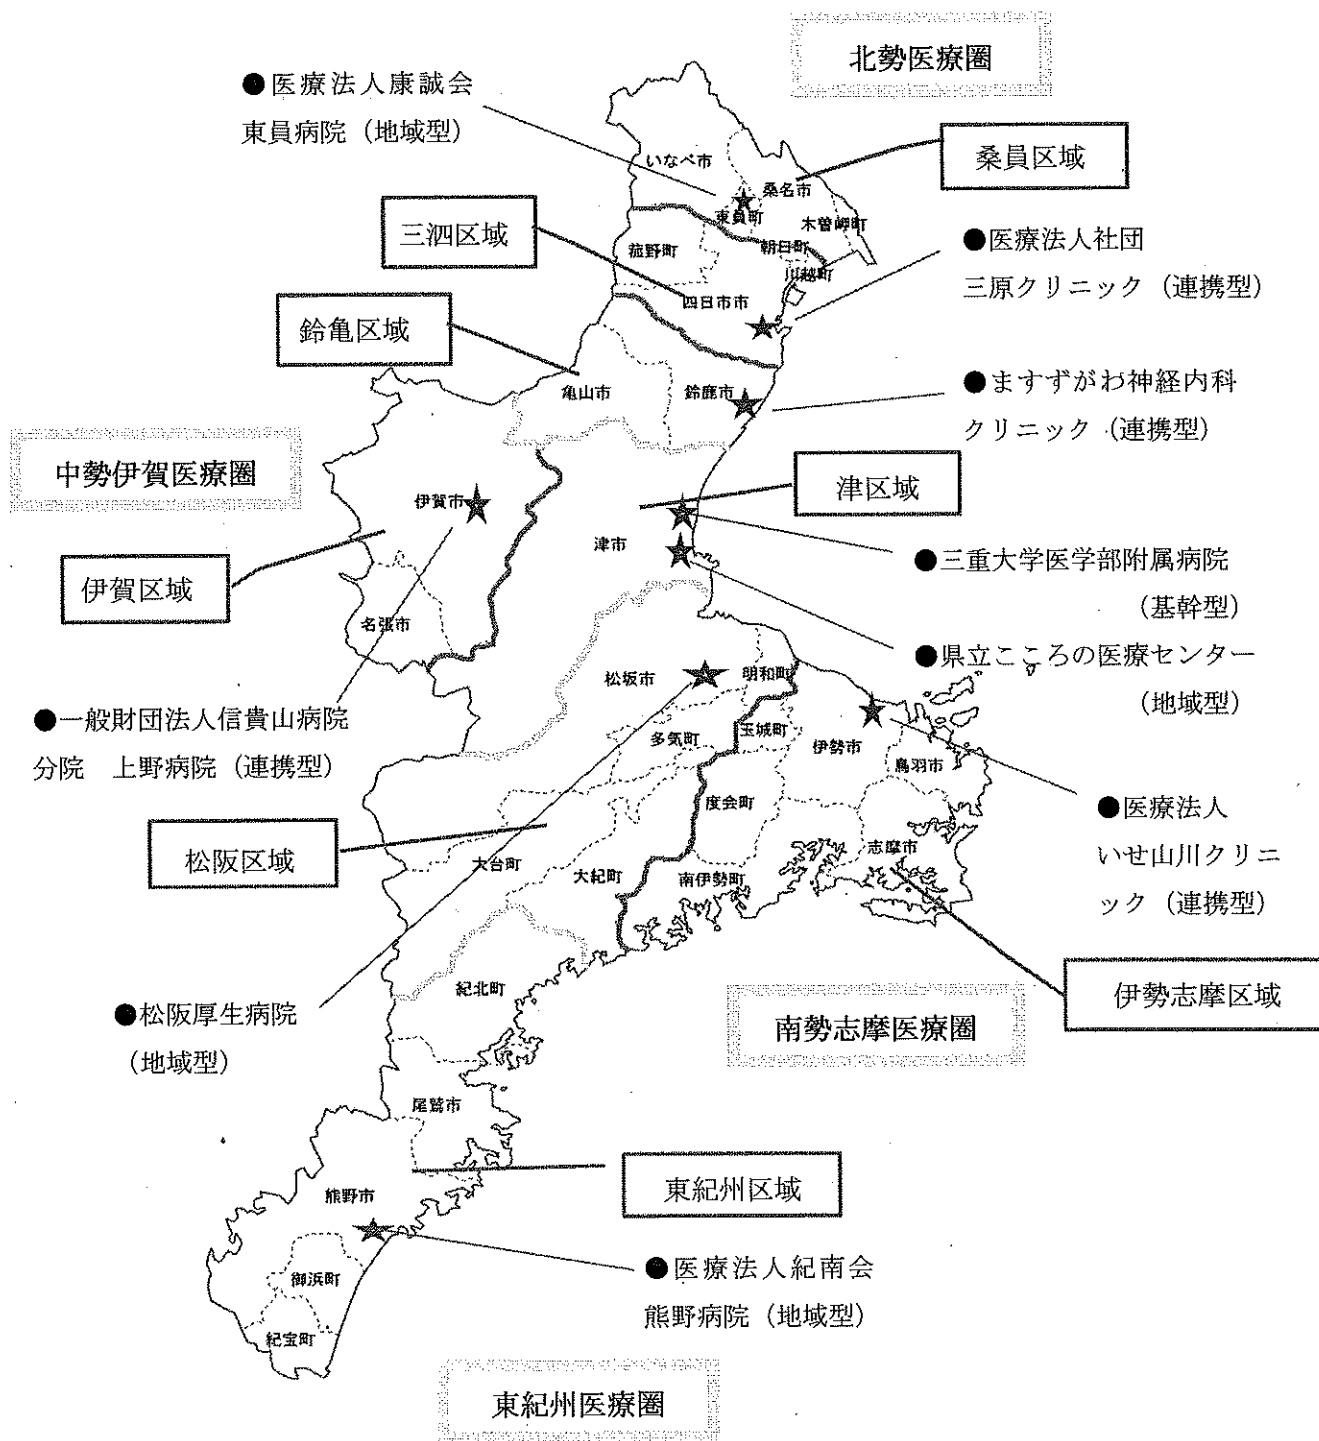 北勢医療圏
●医療法人康誠会
東員病院（地域型）
桑員区域
いなべ市
桑名市
東員町
木曽岬町
三泗区域
菰野町
朝日町
川越町
四日市市
●医療法人社団
三原クリニック（連携型）
鈴亀区域
亀山市
鈴鹿市
●ますずがわ神経内科
クリニック（連携型）
中勢伊賀医療圏
伊賀市
津区域
津市
伊賀区域
名張市
●三重大学医学部附属病院
（基幹型）
●県立こころの医療センター
（地域型）
松坂市
明和町
●一般財団法人信貴山病院
分院　上野病院（連携型）
多気町
玉城町
伊勢市
鳥羽市
度会町
●医療法人
いせ山川クリニ
ック（連携型）
松阪区域
大台町
大紀町
南伊勢町
志摩市
伊勢志摩区域
南勢志摩医療圏
紀北町
●松阪厚生病院
（地域型）
尾鷲市
東紀州区域
熊野市
●医療法人紀南会
熊野病院（地域型）
御浜町
紀宝町
東紀州医療圏